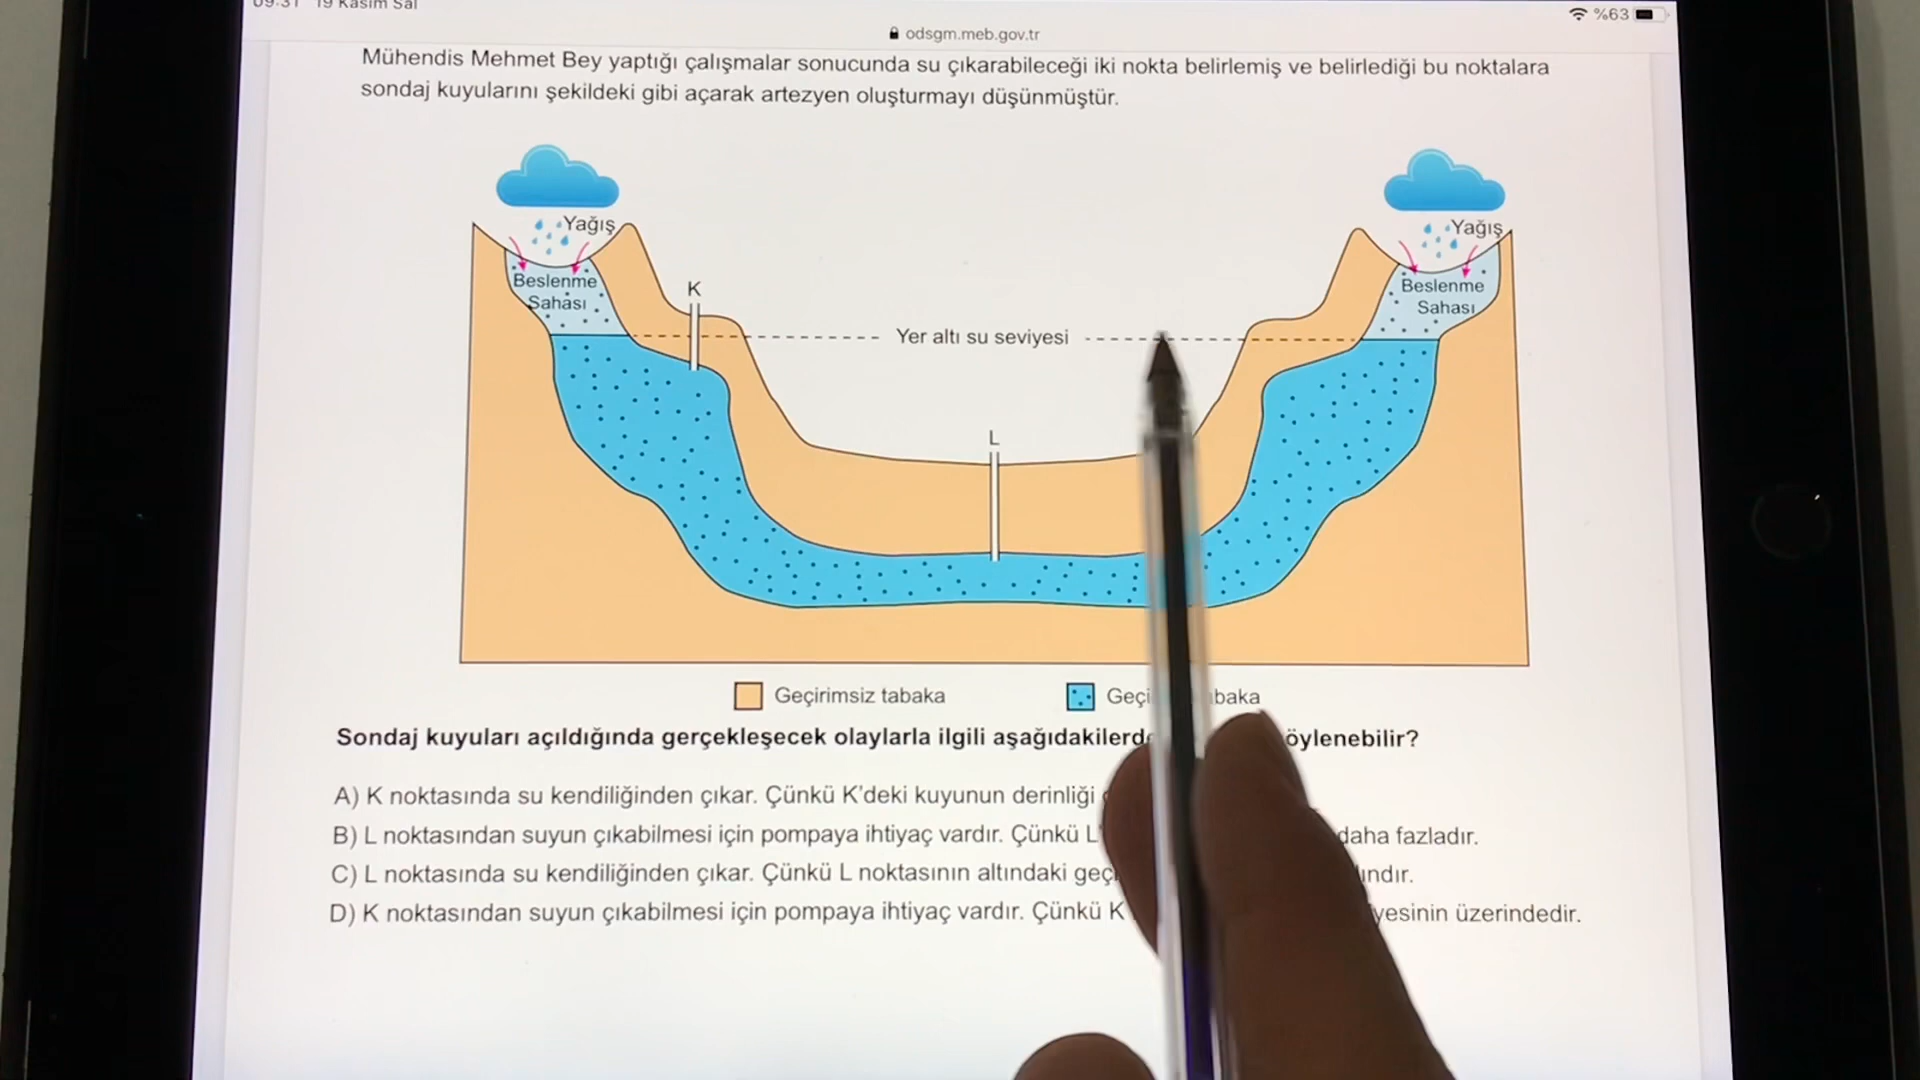 19 Kasım Sal
%63
odsgm.meb.gov.tr
Mühendis Mehmet Bey yaptığı çalışmalar sonucunda su çıkarabileceği iki nokta belirlemiş ve belirlediği bu noktalara
sondaj kuyularını şekildeki gibi açarak artezyen oluşturmayı düşünmüştür.
Yağış
Yağış
Beslenme
Sahası
K
Beslenme
Sahası
Yer altı su seviyesi
L
Geçirimsiz tabaka
Sondaj kuyuları açıldığında gerçekleşecek olaylarla ilgili aşağıdakilerd öylenebilir?
A) K noktasında su kendiliğinden çıkar. Çünkü K'deki kuyunun derinliği
B) L noktasından suyun çıkabilmesi için pompaya ihtiyaç vardır. Çünkü L daha fazladır.
C) L noktasında su kendiliğinden çıkar. Çünkü L noktasının altındaki
D) K noktasından suyun çıkabilmesi için pompaya ihtiyaç vardır. Çünkü K üzerindedir.